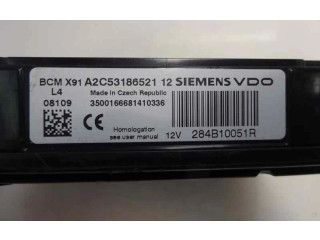 BCM X91 A2C53186521 12 SIEMENS VDO
L4 Made in Czech Republic
08109 3500166681410336
CE Homologation
see user manual 12V 284B10051R